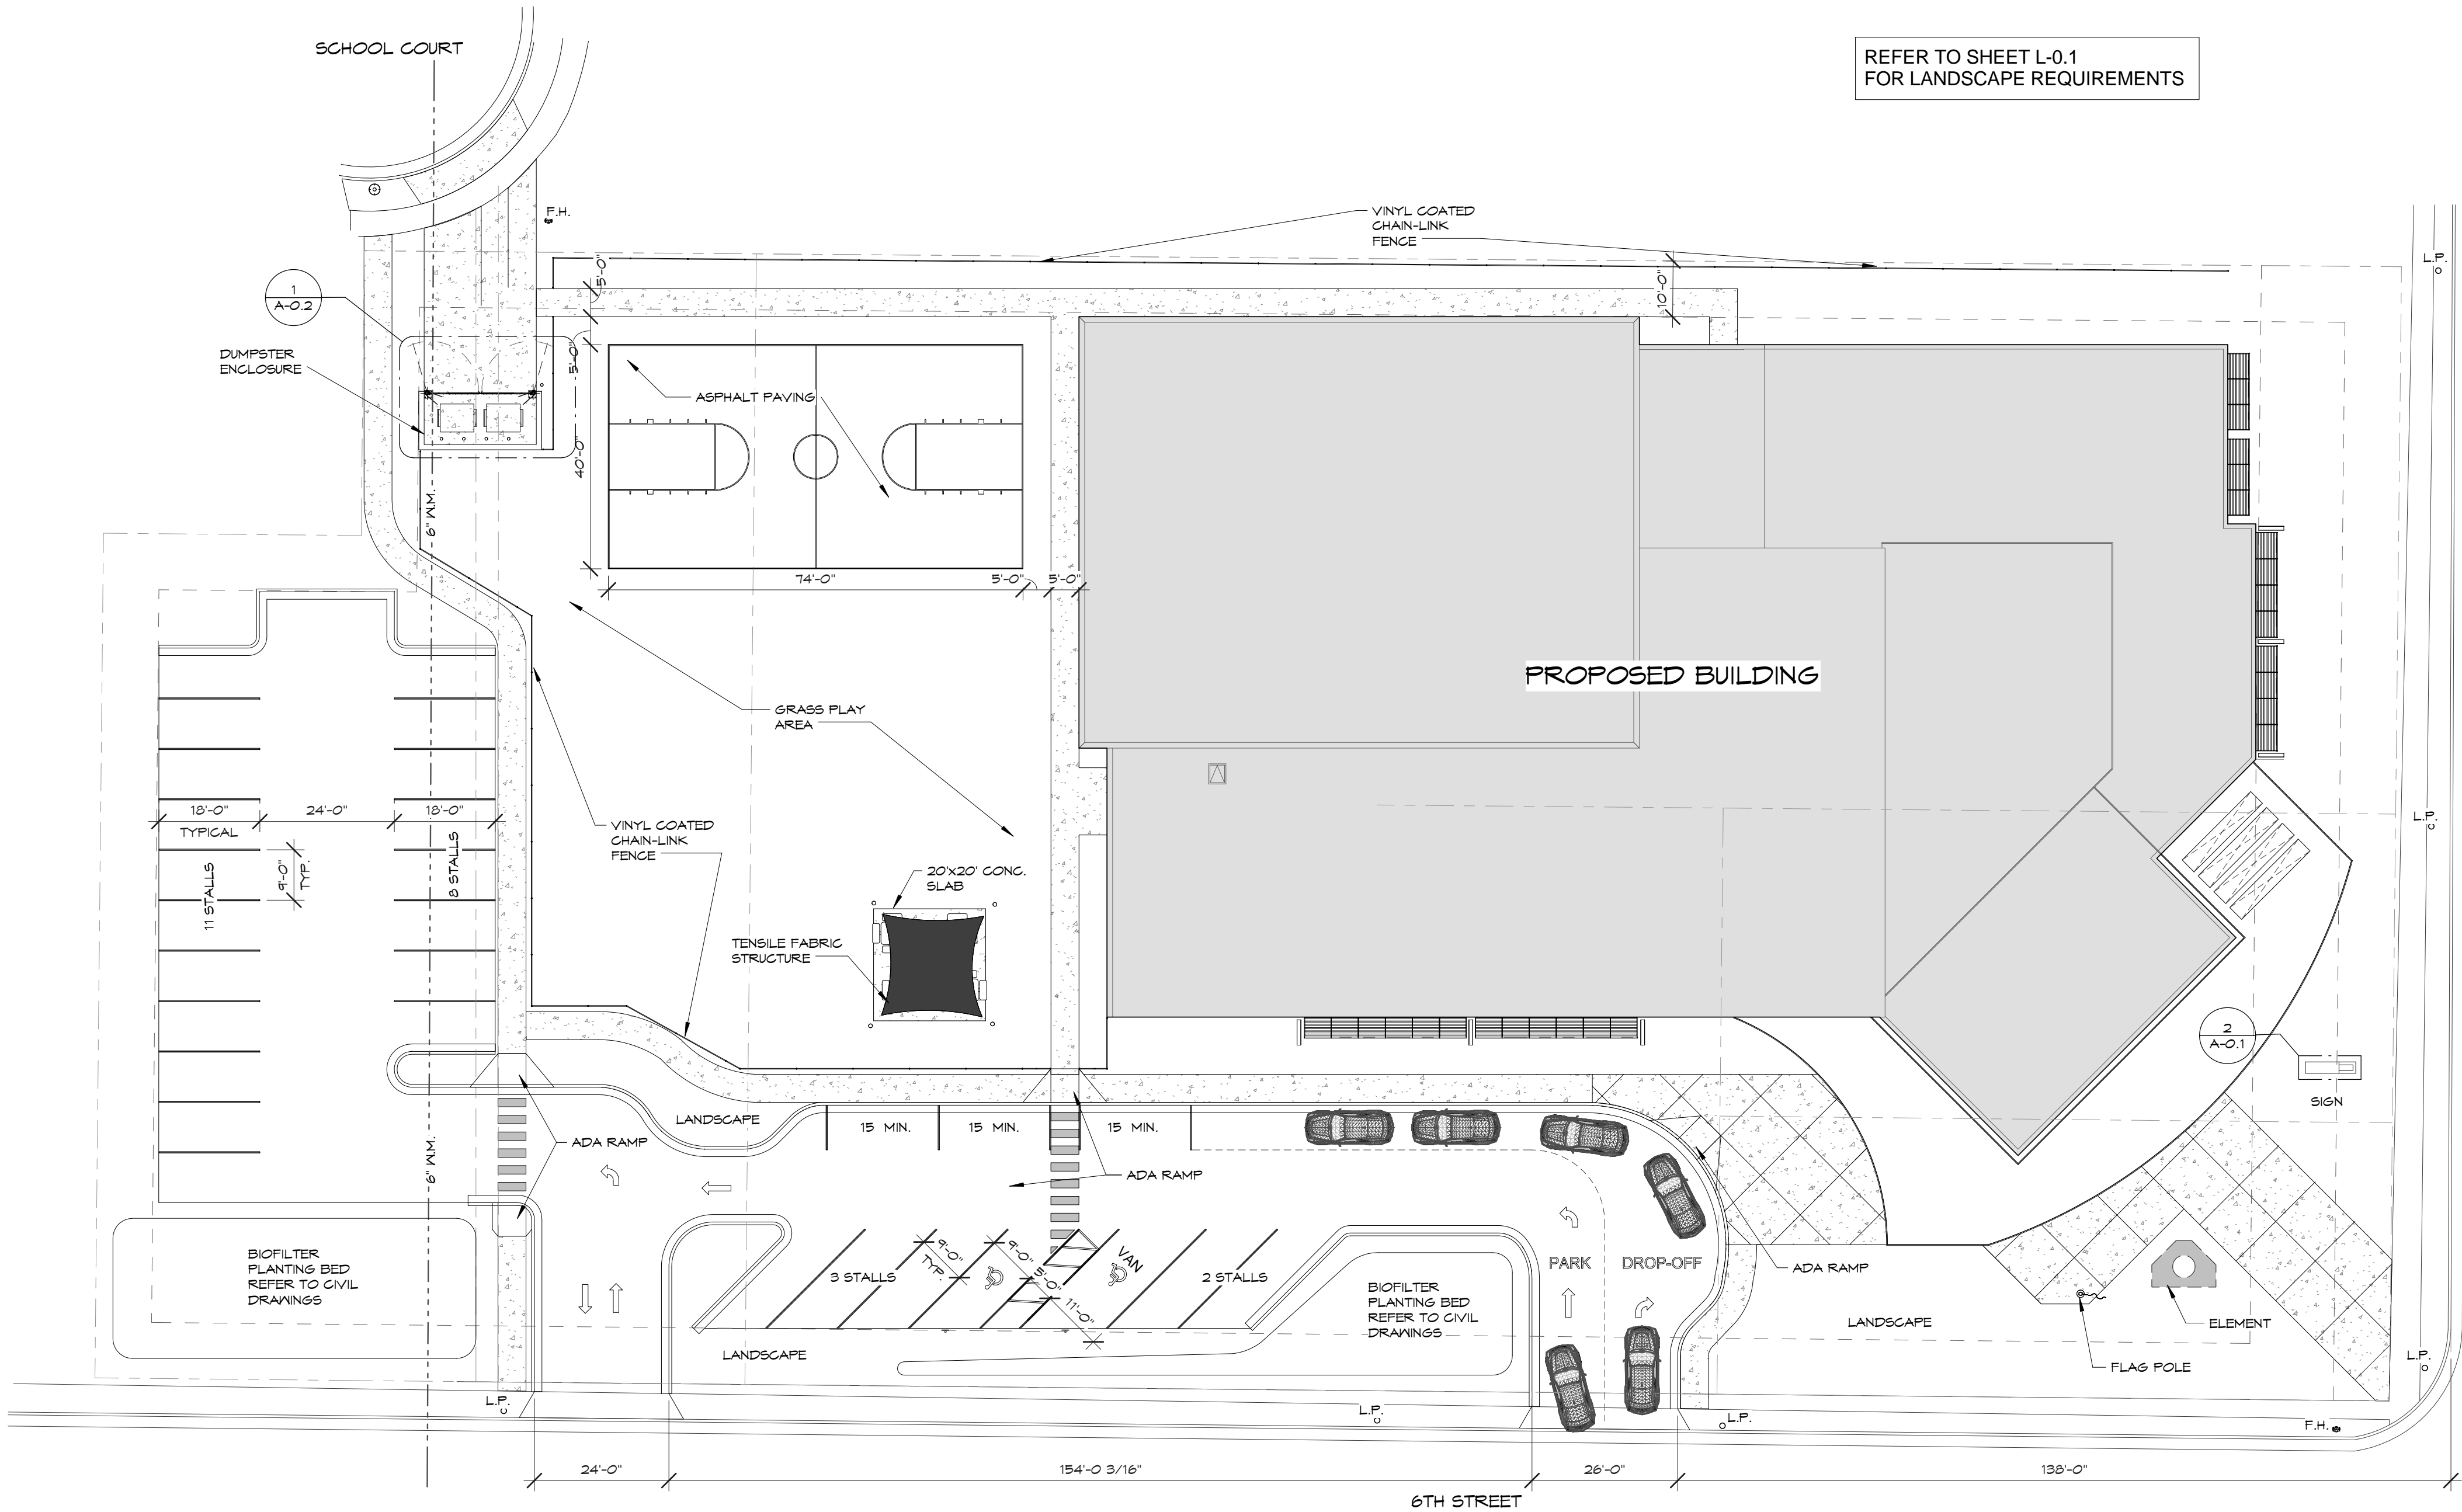 SCHOOL COURT
REFER TO SHEET L-0.1
FOR LANDSCAPE REQUIREMENTS
F.H.
VINYL COATED
CHAIN-LINK
FENCE
L.P.
1
A-0.2
5'-0"
10'-0"
DUMPSTER
ENCLOSURE
5'-0"
ASPHALT PAVING
40'-0"
6" W.M.
74'-0"
5'-0"
5'-0"
PROPOSED BUILDING
GRASS PLAY
AREA
18'-0"
24'-0"
18'-0"
TYPICAL
VINYL COATED
CHAIN-LINK
FENCE
L.P.
11 STALLS
9'-0"
TYP.
8 STALLS
20'x20' CONC.
SLAB
TENSILE FABRIC
STRUCTURE
2
A-0.1
SIGN
LANDSCAPE
15 MIN.
15 MIN.
15 MIN.
ADA RAMP
6" W.M.
ADA RAMP
BIOFILTER
PLANTING BED
REFER TO CIVIL
DRAWINGS
9'-0"
TYP.
9'-0"
5'-0"
11'-0"
VAN
3 STALLS
2 STALLS
BIOFILTER
PLANTING BED
REFER TO CIVIL
DRAWINGS
PARK
DROP-OFF
ADA RAMP
LANDSCAPE
ELEMENT
LANDSCAPE
FLAG POLE
L.P.
L.P.
L.P.
L.P.
F.H.
24'-0"
154'-0 3/16"
26'-0"
138'-0"
6TH STREET